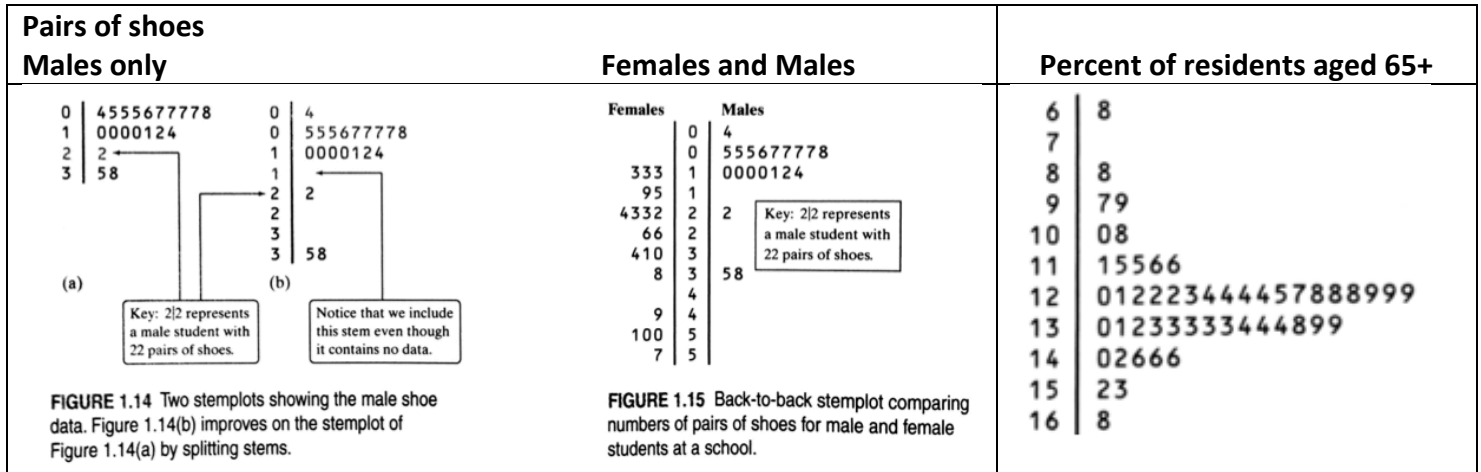 Pairs of shoes
Males only
Females and Males
Percent of residents aged 65+
0 | 4555677778
1 | 0000124
2 | 2
3 | 58
(a)
0 | 4
0 | 555677778
1 | 0000124
1 |
2 | 2
2 |
3 |
3 | 58
(b)
Key: 2|2 represents
a male student with
22 pairs of shoes.
Notice that we include
this stem even though
it contains no data.
FIGURE 1.14 Two stemplots showing the male shoe
data. Figure 1.14(b) improves on the stemplot of
Figure 1.14(a) by splitting stems.
Females Males
| 0 | 4
| 0 | 555677778
333 | 1 | 0000124
95 | 1 |
4332 | 2 | 2
66 | 2 |
410 | 3 |
8 | 3 | 58
| 4 |
9 | 4 |
100 | 5 |
7 | 5 |
Key: 2|2 represents
a male student with
22 pairs of shoes.
FIGURE 1.15 Back-to-back stemplot comparing
numbers of pairs of shoes for male and female
students at a school.
6 | 8
7 |
8 | 8
9 | 79
10 | 08
11 | 15566
12 | 012223444457888999
13 | 01233333444899
14 | 02666
15 | 23
16 | 8